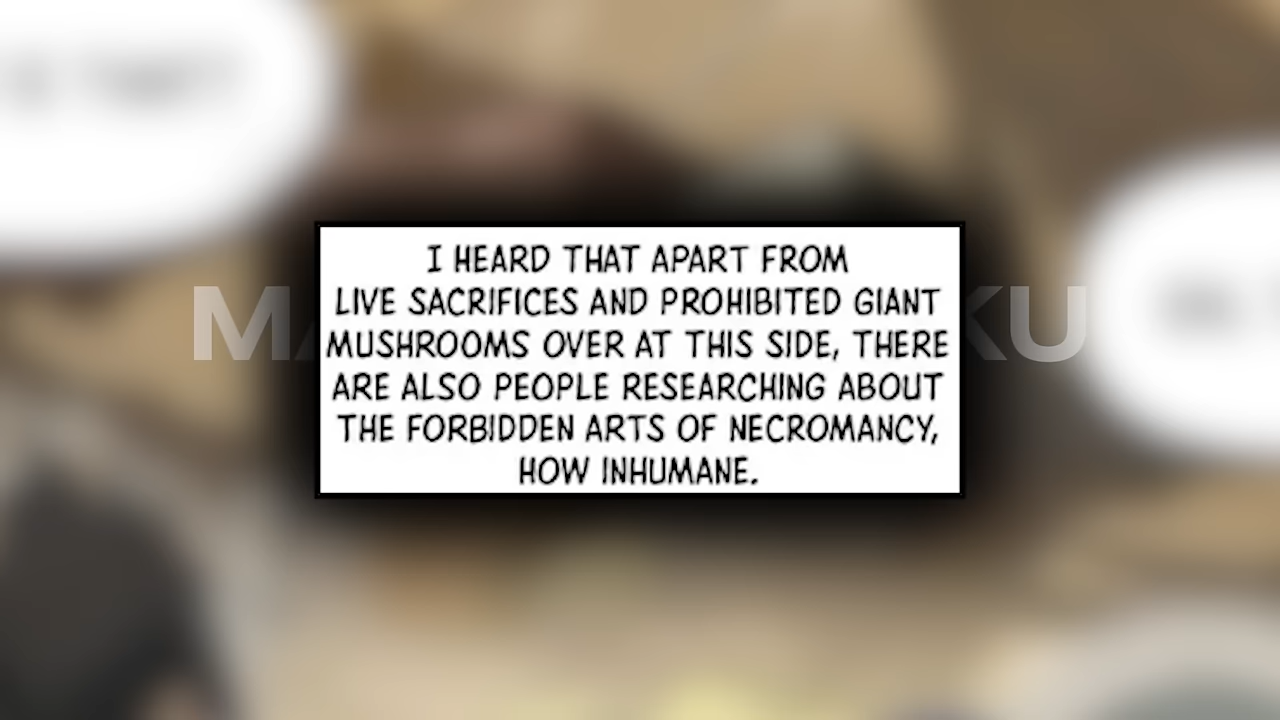 I HEARD THAT APART FROM
LIVE SACRIFICES AND PROHIBITED GIANT
MUSHROOMS OVER AT THIS SIDE, THERE
ARE ALSO PEOPLE RESEARCHING ABOUT
THE FORBIDDEN ARTS OF NECROMANCY,
HOW INHUMANE.